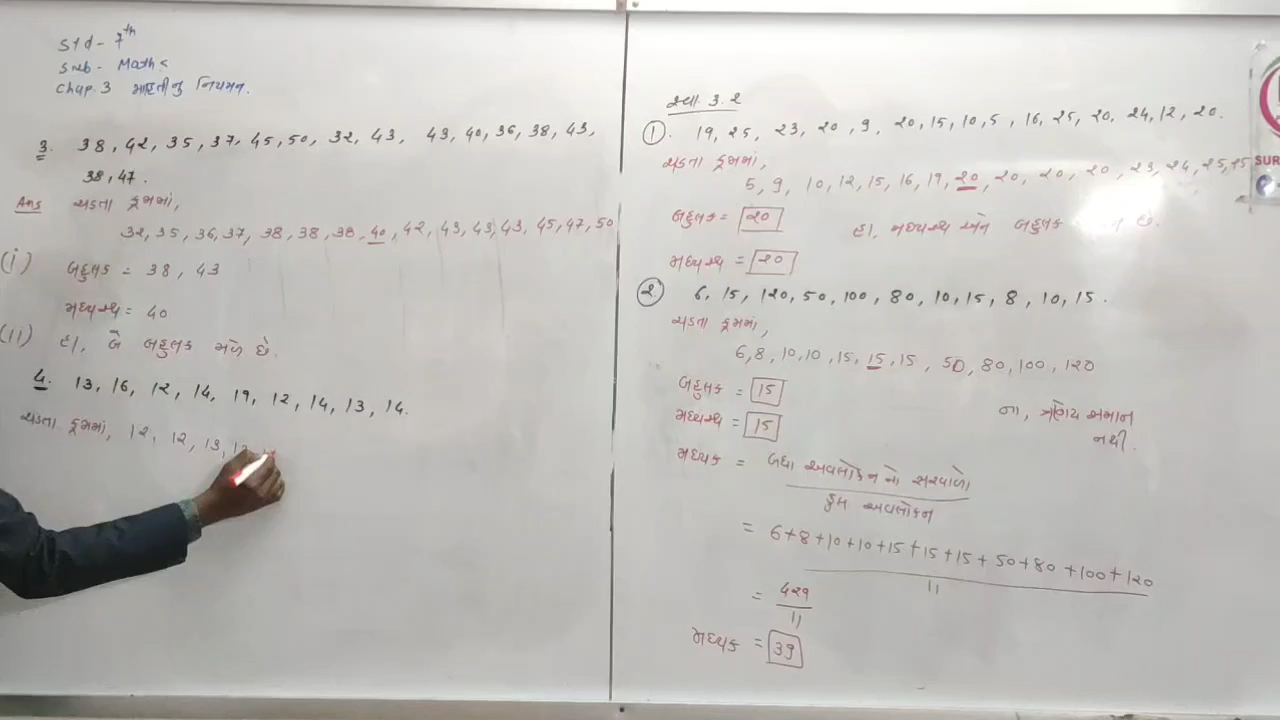 Std - 7th
Sub - Maths
Chap. 3 માહિતીનું નિયમન.
3. 38, 42, 35, 37, 45, 50, 32, 43, 43, 40, 36, 38, 43,
38, 47.
Ans ચડતા ક્રમમાં,
32, 35, 36, 37, 38, 38, 38, 40, 42, 43, 43, 43, 45, 47, 50
(i) બહુલક = 38, 43
મધ્યસ્થ = 40
(ii) હા, બે બહુલક મળે છે.
4. 13, 16, 12, 14, 19, 12, 14, 13, 14.
ચડતા ક્રમમાં, 12, 12, 13, 13
સ્વા. 3.2
1. 19, 25, 23, 20, 9, 20, 15, 10, 5, 16, 25, 20, 24, 12, 20.
ચડતા ક્રમમાં,
5, 9, 10, 12, 15, 16, 19, 20, 20, 20, 20, 23, 24, 25, 25
બહુલક = 20
હા, મધ્યસ્થ અને બહુલક છે.
મધ્યસ્થ = 20
2 6, 15, 120, 50, 100, 80, 10, 15, 8, 10, 15.
ચડતા ક્રમમાં,
6, 8, 10, 10, 15, 15, 15, 50, 80, 100, 120
બહુલક = 15
મધ્યસ્થ = 15
ના, ત્રણેય સમાન
નથી.
મધ્યક = બધા અવલોકનનો સરવાળો
કુલ અવલોકન
= 6+8+10+10+15+15+15+50+80+100+120
11
= 429
11
મધ્યક = 39
SUR